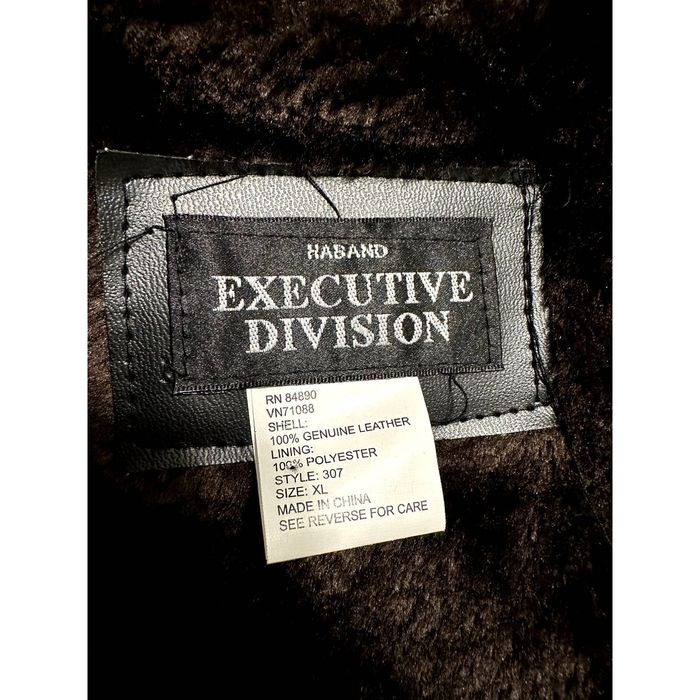 HABAND
EXECUTIVE
DIVISION
RN 84890
VN71088
SHELL:
100% GENUINE LEATHER
LINING:
100% POLYESTER
STYLE: 307
SIZE: XL
MADE IN CHINA
SEE REVERSE FOR CARE